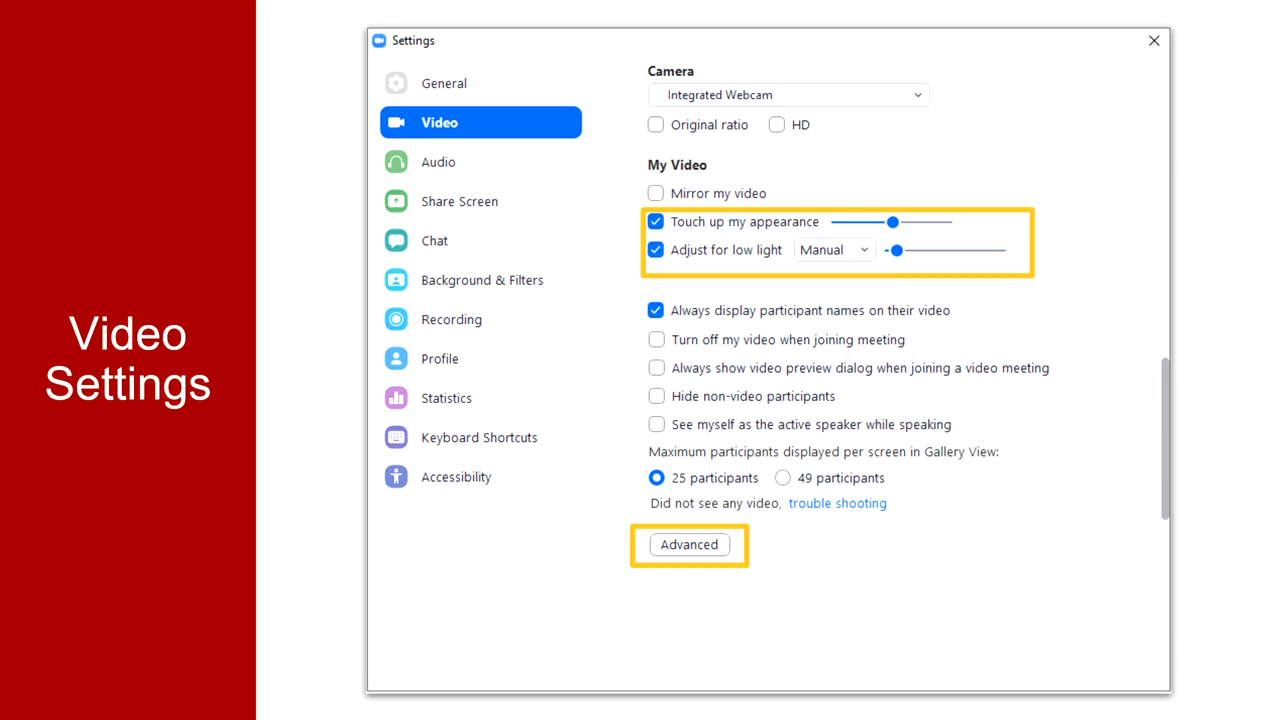 Video
Settings
Settings
General
Video
Audio
Share Screen
Chat
Background & Filters
Recording
Profile
Statistics
Keyboard Shortcuts
Accessibility
Camera
Integrated Webcam
Original ratio HD
My Video
Mirror my video
Touch up my appearance
Adjust for low light Manual
Always display participant names on their video
Turn off my video when joining meeting
Always show video preview dialog when joining a video meeting
Hide non-video participants
See myself as the active speaker while speaking
Maximum participants displayed per screen in Gallery View:
25 participants 49 participants
Did not see any video, trouble shooting
Advanced